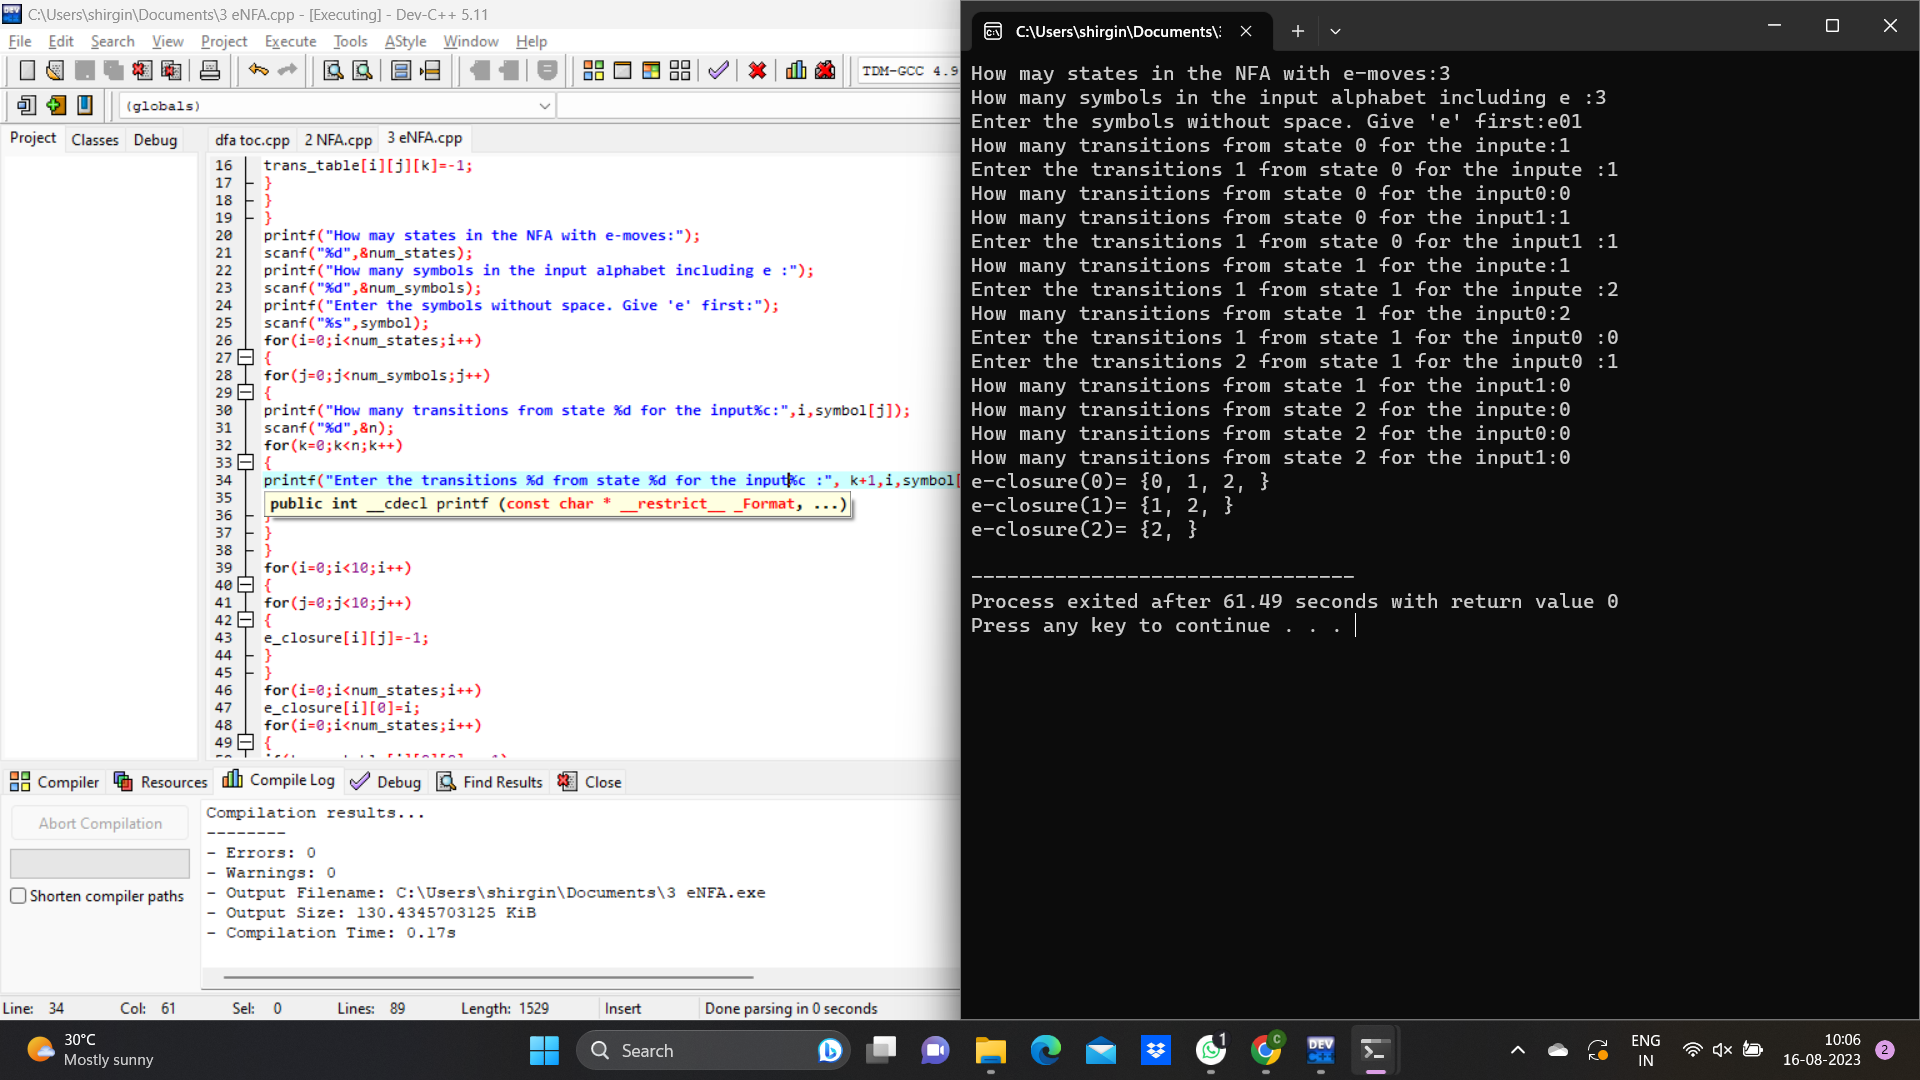 C:\Users\shirgin\Documents\3 eNFA.cpp - [Executing] - Dev-C++ 5.11
File Edit Search View Project Execute Tools AStyle Window Help
TDM-GCC 4.9
(globals)
Project Classes Debug
dfa toc.cpp 2 NFA.cpp 3 eNFA.cpp
16 trans_table[i][j][k]=-1;
17 }
18 }
19 }
20 printf("How may states in the NFA with e-moves:");
21 scanf("%d",&num_states);
22 printf("How many symbols in the input alphabet including e :");
23 scanf("%d",&num_symbols);
24 printf("Enter the symbols without space. Give 'e' first:");
25 scanf("%s",symbol);
26 for(i=0;i<num_states;i++)
27 {
28 for(j=0;j<num_symbols;j++)
29 {
30 printf("How many transitions from state %d for the input%c:",i,symbol[j]);
31 scanf("%d",&n);
32 for(k=0;k<n;k++)
33 {
34 printf("Enter the transitions %d from state %d for the input%c :", k+1,i,symbol[
35
public int __cdecl printf (const char * __restrict__ _Format, ...)
36 }
37 }
38 }
39 for(i=0;i<10;i++)
40 {
41 for(j=0;j<10;j++)
42 {
43 e_closure[i][j]=-1;
44 }
45 }
46 for(i=0;i<num_states;i++)
47 e_closure[i][0]=i;
48 for(i=0;i<num_states;i++)
49 {
Compiler Resources Compile Log Debug Find Results Close
Abort Compilation
Shorten compiler paths
Compilation results...
--------
- Errors: 0
- Warnings: 0
- Output Filename: C:\Users\shirgin\Documents\3 eNFA.exe
- Output Size: 130.4345703125 KiB
- Compilation Time: 0.17s
Line: 34 Col: 61 Sel: 0 Lines: 89 Length: 1529 Insert Done parsing in 0 seconds
C:\Users\shirgin\Documents\3
How may states in the NFA with e-moves:3
How many symbols in the input alphabet including e :3
Enter the symbols without space. Give 'e' first:e01
How many transitions from state 0 for the inpute:1
Enter the transitions 1 from state 0 for the inpute :1
How many transitions from state 0 for the input0:0
How many transitions from state 0 for the input1:1
Enter the transitions 1 from state 0 for the input1 :1
How many transitions from state 1 for the inpute:1
Enter the transitions 1 from state 1 for the inpute :2
How many transitions from state 1 for the input0:2
Enter the transitions 1 from state 1 for the input0 :0
Enter the transitions 2 from state 1 for the input0 :1
How many transitions from state 1 for the input1:0
How many transitions from state 2 for the inpute:0
How many transitions from state 2 for the input0:0
How many transitions from state 2 for the input1:0
e-closure(0)= {0, 1, 2, }
e-closure(1)= {1, 2, }
e-closure(2)= {2, }
--------------------------------
Process exited after 61.49 seconds with return value 0
Press any key to continue . . .
30°C
Mostly sunny
Search
1
C
DEV
ENG
IN
10:06
16-08-2023
2